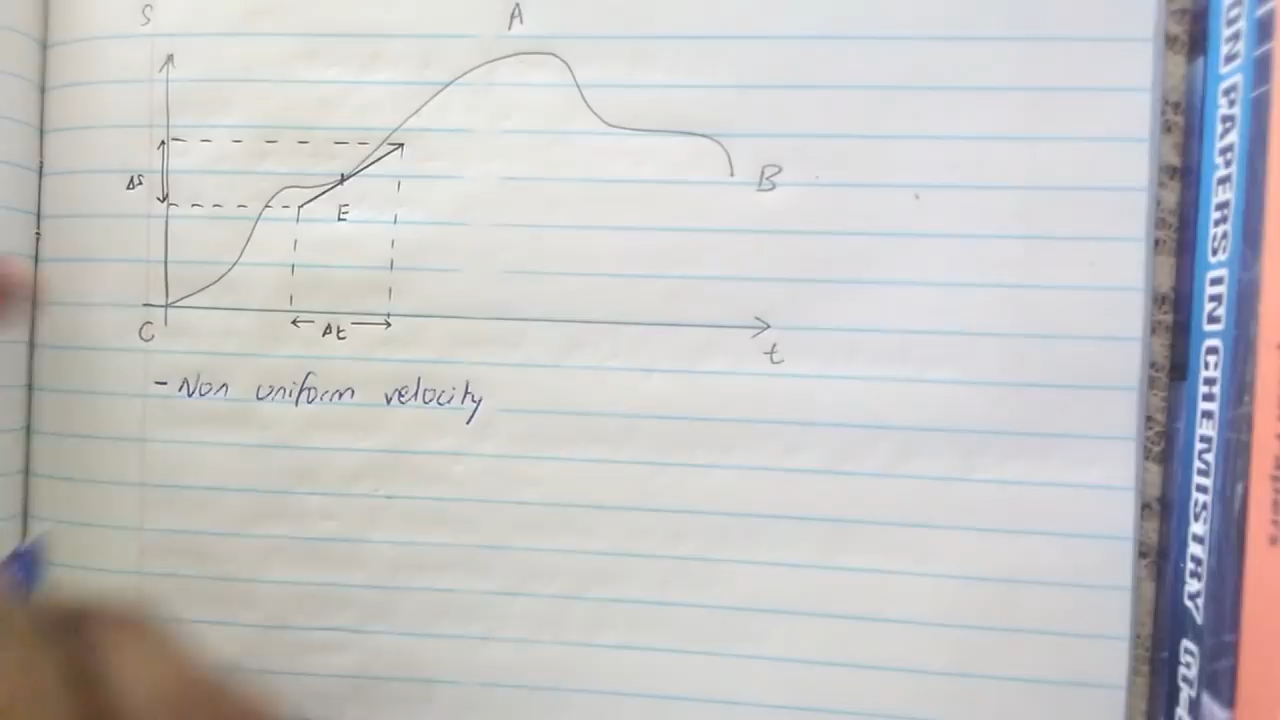 S
A
Δs
B
E
C
Δt
t
- Non uniform velocity
ON PAPERS IN CHEMISTRY